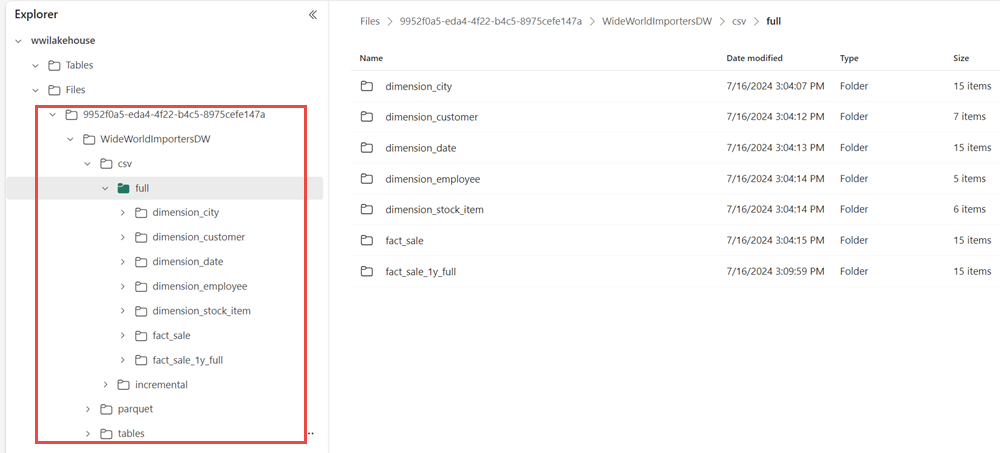 Explorer
wwilakehouse
Tables
Files
9952f0a5-eda4-4f22-b4c5-8975cefe147a
WideWorldImportersDW
csv
full
dimension_city
dimension_customer
dimension_date
dimension_employee
dimension_stock_item
fact_sale
fact_sale_1y_full
incremental
parquet
tables
Files > 9952f0a5-eda4-4f22-b4c5-8975cefe147a > WideWorldImportersDW > csv > full
Name Date modified Type Size
dimension_city 7/16/2024 3:04:07 PM Folder 15 items
dimension_customer 7/16/2024 3:04:12 PM Folder 7 items
dimension_date 7/16/2024 3:04:13 PM Folder 15 items
dimension_employee 7/16/2024 3:04:14 PM Folder 5 items
dimension_stock_item 7/16/2024 3:04:14 PM Folder 6 items
fact_sale 7/16/2024 3:04:15 PM Folder 15 items
fact_sale_1y_full 7/16/2024 3:09:59 PM Folder 15 items